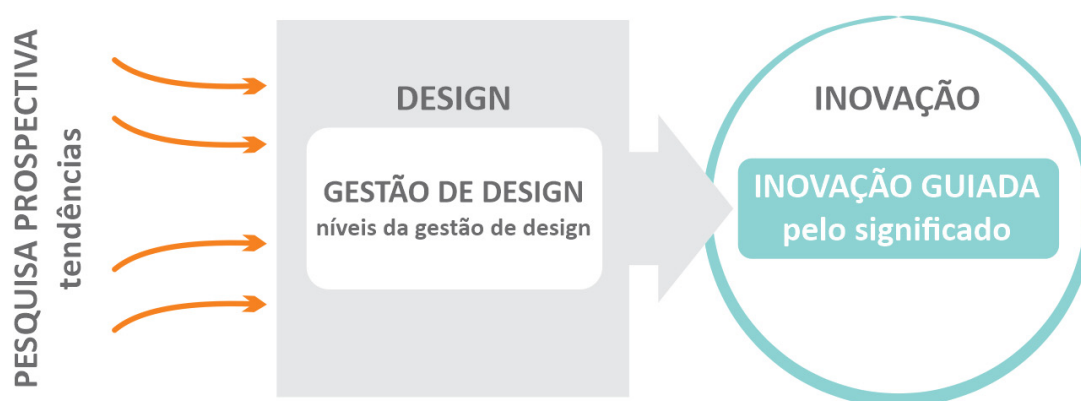 PESQUISA PROSPECTIVA
tendências
DESIGN
GESTÃO DE DESIGN
níveis da gestão de design
INOVAÇÃO
INOVAÇÃO GUIADA
pelo significado